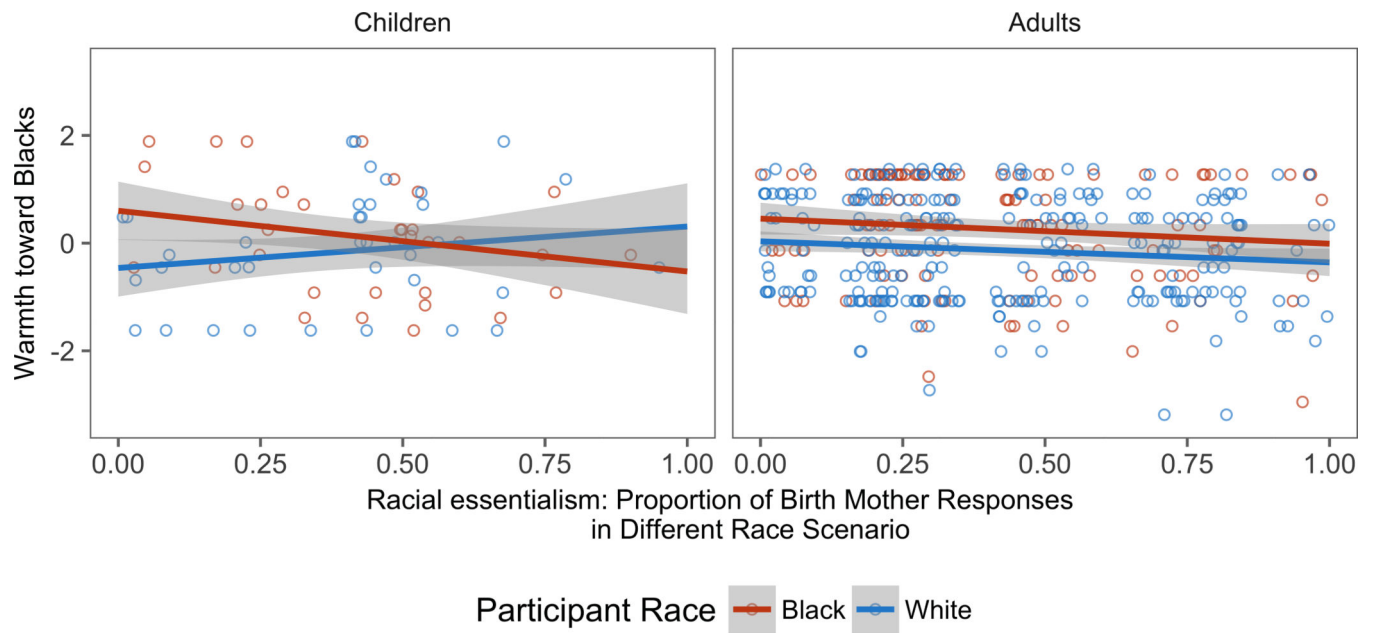 Children
Adults
Warmth toward Blacks
2
0
-2
0.00 0.25 0.50 0.75 1.00
0.00 0.25 0.50 0.75 1.00
Racial essentialism: Proportion of Birth Mother Responses
in Different Race Scenario
Participant Race Black White